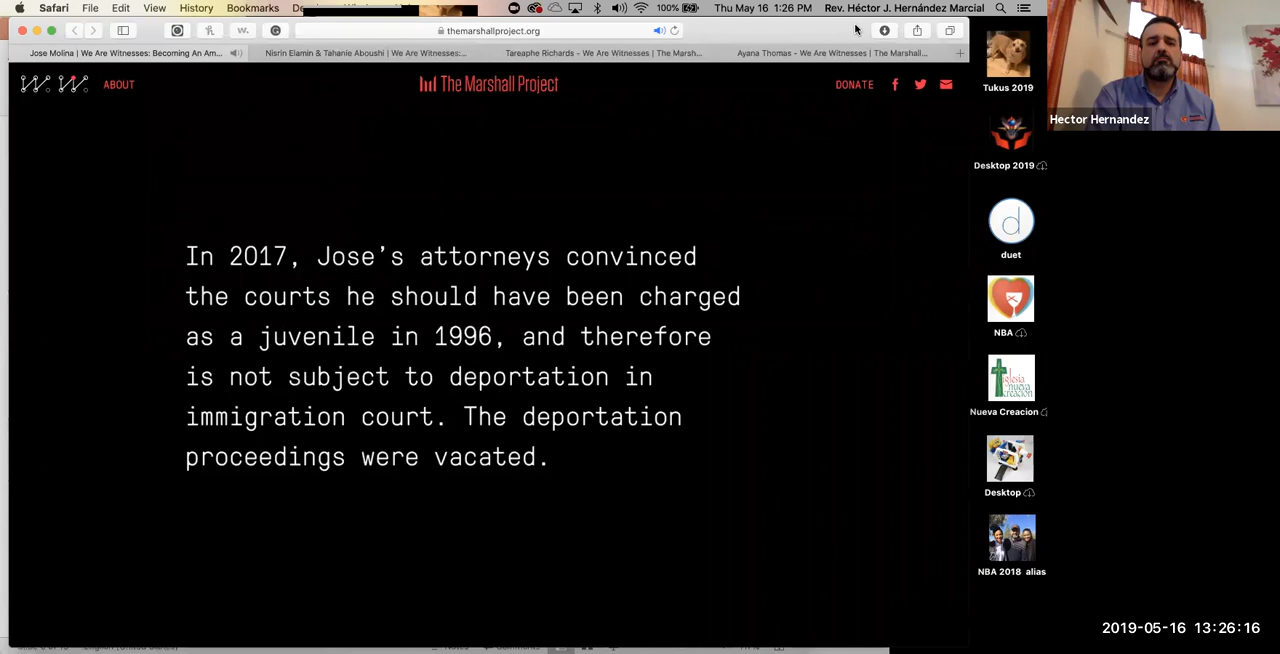 Safari File Edit View History Bookmarks 100% Thu May 16 1:26 PM Rev. Héctor J. Hernández Marcial
themarshallproject.org
Jose Molina | We Are Witnesses: Becoming An Am... Nisrin Elamin & Tahanie Aboushi | We Are Witnesses:... Tareaphe Richards - We Are Witnesses | The Marsh... Ayana Thomas - We Are Witnesses | The Marshall...
ABOUT The Marshall Project DONATE
In 2017, Jose's attorneys convinced
the courts he should have been charged
as a juvenile in 1996, and therefore
is not subject to deportation in
immigration court. The deportation
proceedings were vacated.
Tukus 2019
Desktop 2019
d
duet
NBA
iglesia
nueva
creacion
Nueva Creacion
Desktop
NBA 2018 alias
Hector Hernandez
2019-05-16 13:26:16